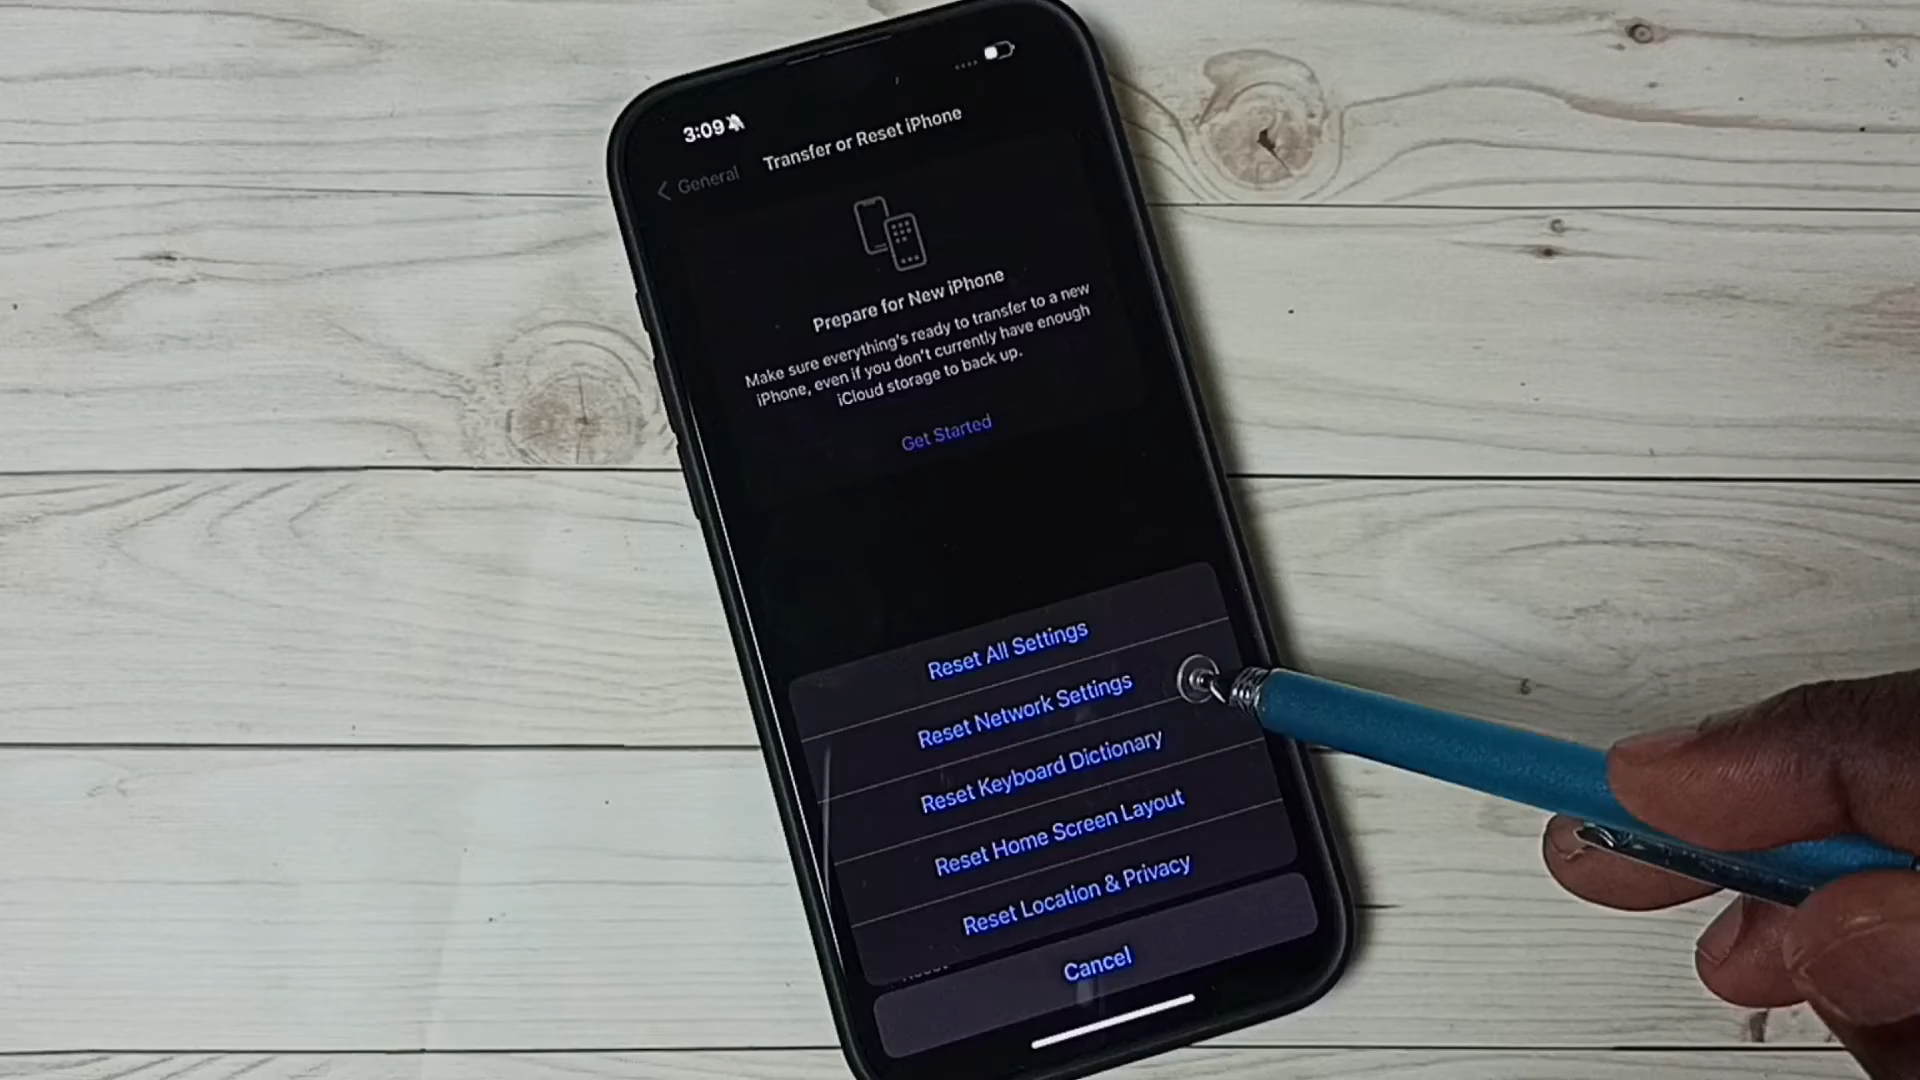 3:09
Transfer or Reset iPhone
General
Prepare for New iPhone
Make sure everything's ready to transfer to a new
iPhone, even if you don't currently have enough
iCloud storage to back up.
Get Started
Reset All Settings
Reset Network Settings
Reset Keyboard Dictionary
Reset Home Screen Layout
Reset Location & Privacy
Cancel